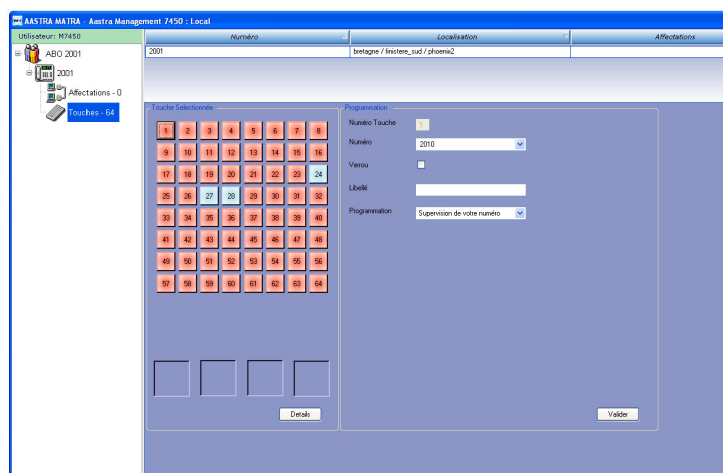 AASTRA MATRA - Aastra Management 7450 : Local
Utilisateur: M7450
Numéro Localisation Affectations
ABO 2001
2001
Affectations - 0
Touches - 64
2001 bretagne / finistere_sud / phoenix2
Touche Selectionnée
1 2 3 4 5 6 7 8
9 10 11 12 13 14 15 16
17 18 19 20 21 22 23 24
25 26 27 28 29 30 31 32
33 34 35 36 37 38 39 40
41 42 43 44 45 46 47 48
49 50 51 52 53 54 55 56
57 58 59 60 61 62 63 64
Details
Programmation
Numéro Touche 1
Numéro 2010
Verrou
Libellé
Programmation Supervision de votre numéro
Valider